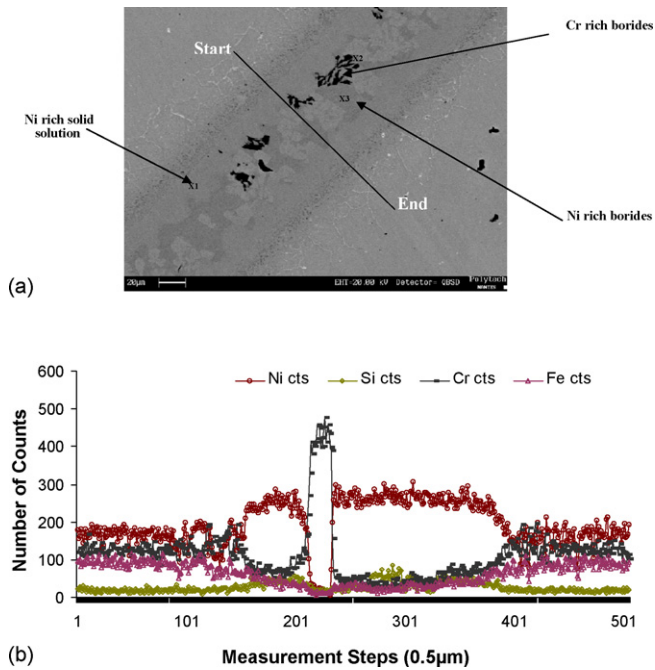 Cr rich borides
Start
X2
X3
Ni rich solid
solution
X1
End
Ni rich borides
20µm
EHT-20.00 kV Detector- QBSD
Polytech
NANTES
(a)
600
Ni cts
Si cts
Cr cts
Fe cts
500
400
300
200
100
0
Number of Counts
1
101
201
301
401
501
(b)
Measurement Steps (0.5µm)